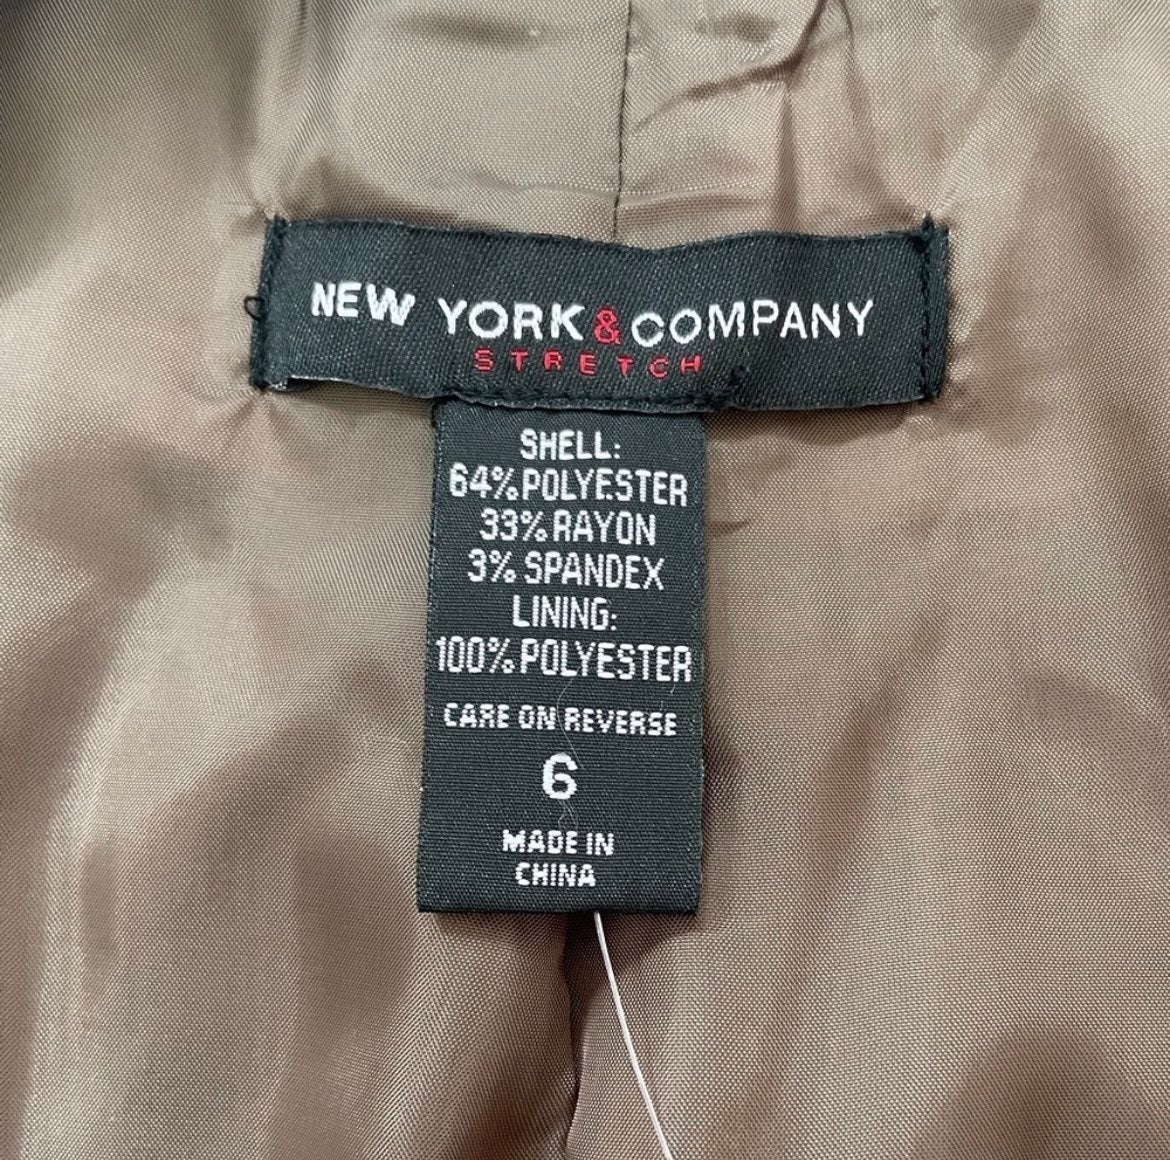 NEW YORK & COMPANY
STRETCH
SHELL:
64% POLYESTER
33% RAYON
3% SPANDEX
LINING:
100% POLYESTER
CARE ON REVERSE
6
MADE IN
CHINA